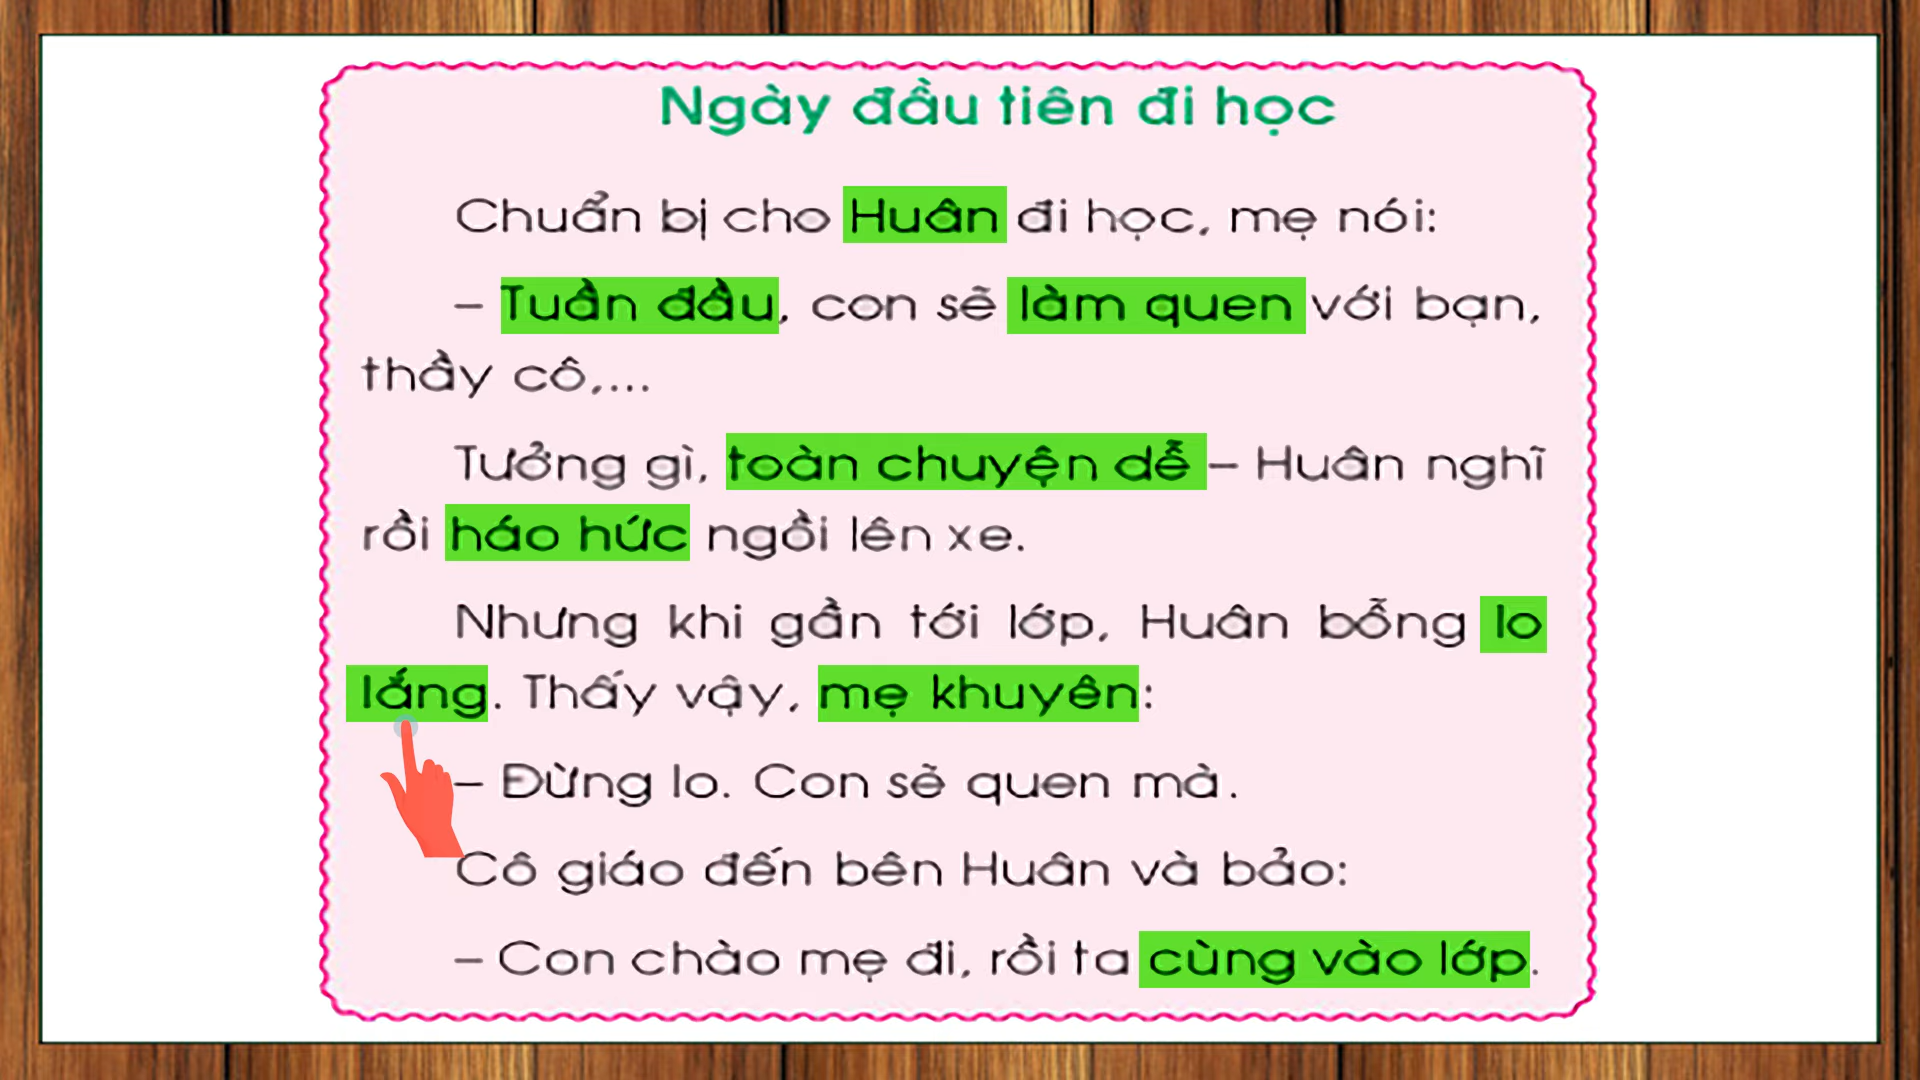 Ngày đầu tiên đi học
Chuẩn bị cho Huân đi học, mẹ nói:
– Tuần đầu, con sẽ làm quen với bạn,
thầy cô,...
Tưởng gì, toàn chuyện dễ – Huân nghĩ
rồi háo hức ngồi lên xe.
Nhưng khi gần tới lớp, Huân bỗng lo
lắng. Thấy vậy, mẹ khuyên:
– Đừng lo. Con sẽ quen mà.
Cô giáo đến bên Huân và bảo:
– Con chào mẹ đi, rồi ta cùng vào lớp.